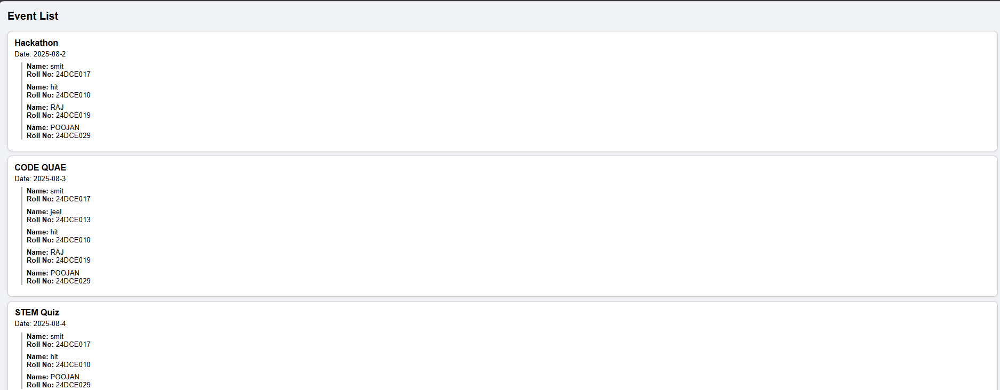 Event List
Hackathon
Date: 2025-08-2
Name: smit
Roll No: 24DCE017
Name: hit
Roll No: 24DCE010
Name: RAJ
Roll No: 24DCE019
Name: POOJAN
Roll No: 24DCE029
CODE QUAE
Date: 2025-08-3
Name: smit
Roll No: 24DCE017
Name: jeel
Roll No: 24DCE013
Name: hit
Roll No: 24DCE010
Name: RAJ
Roll No: 24DCE019
Name: POOJAN
Roll No: 24DCE029
STEM Quiz
Date: 2025-08-4
Name: smit
Roll No: 24DCE017
Name: hit
Roll No: 24DCE010
Name: POOJAN
Roll No: 24DCE029